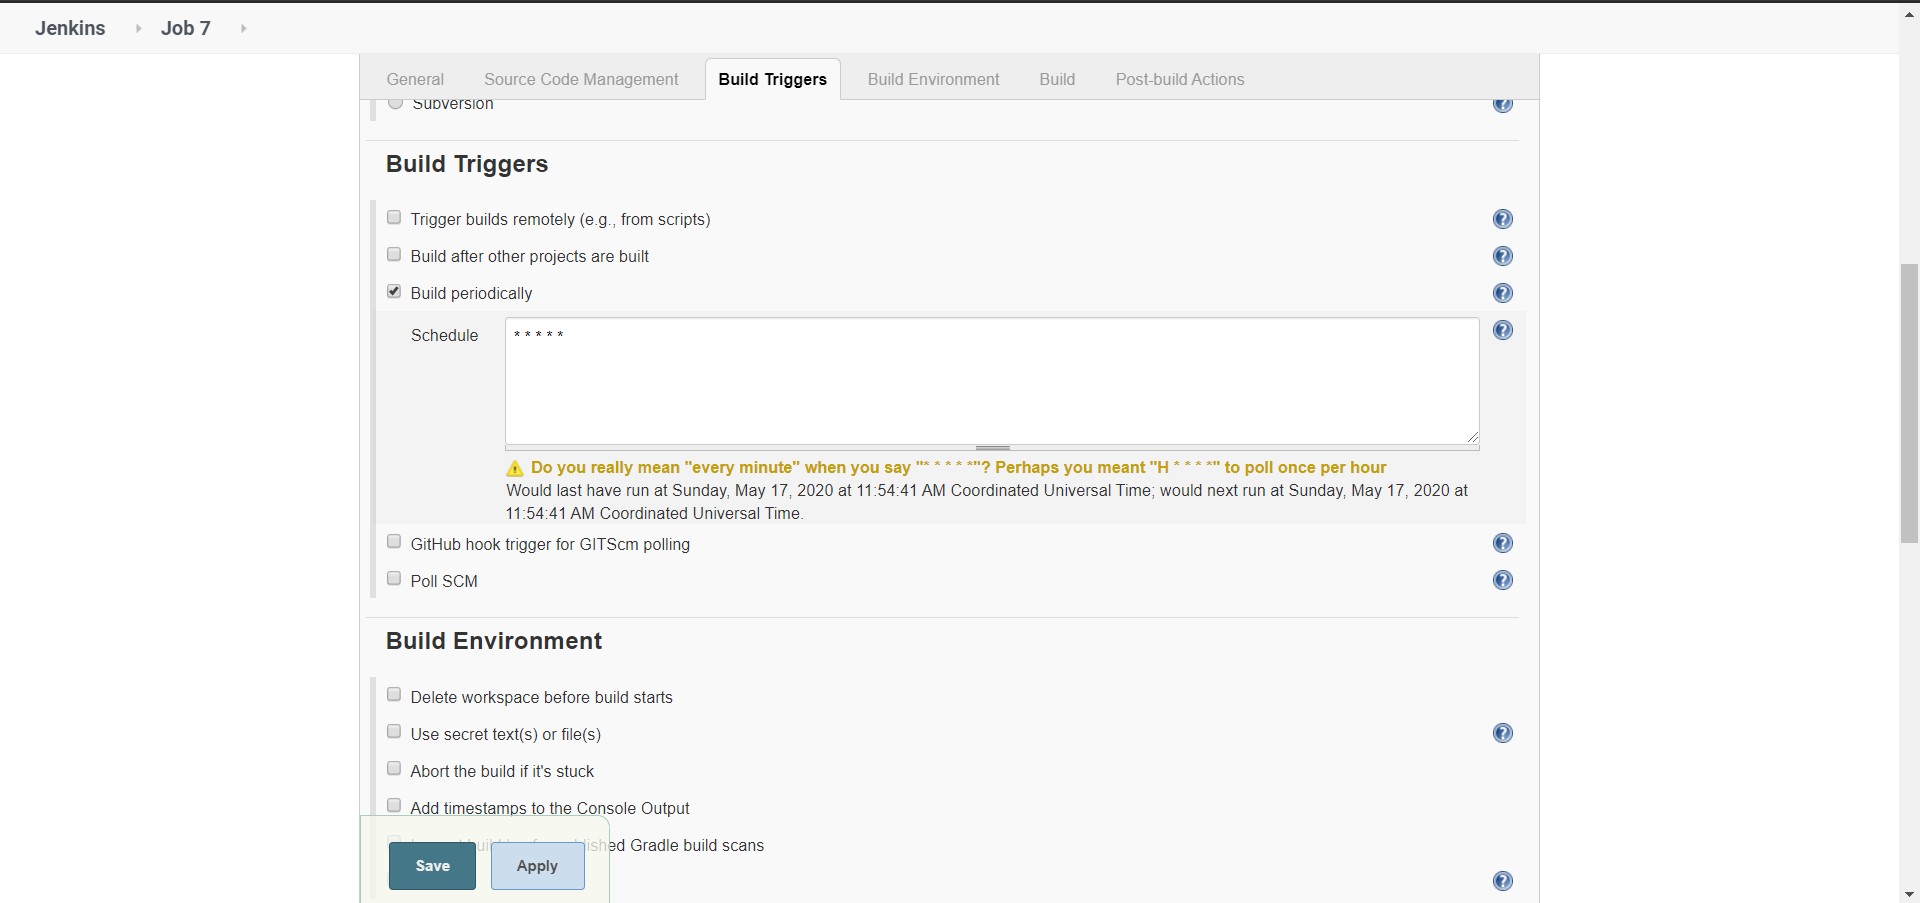 Jenkins Job 7
General Source Code Management Build Triggers Build Environment Build Post-build Actions
Subversion
Build Triggers
Trigger builds remotely (e.g., from scripts)
Build after other projects are built
Build periodically
Schedule * * * * *
Do you really mean "every minute" when you say "* * * * *"? Perhaps you meant "H * * * *" to poll once per hour
Would last have run at Sunday, May 17, 2020 at 11:54:41 AM Coordinated Universal Time; would next run at Sunday, May 17, 2020 at
11:54:41 AM Coordinated Universal Time.
GitHub hook trigger for GITScm polling
Poll SCM
Build Environment
Delete workspace before build starts
Use secret text(s) or file(s)
Abort the build if it's stuck
Add timestamps to the Console Output
Gradle build scans
Save Apply